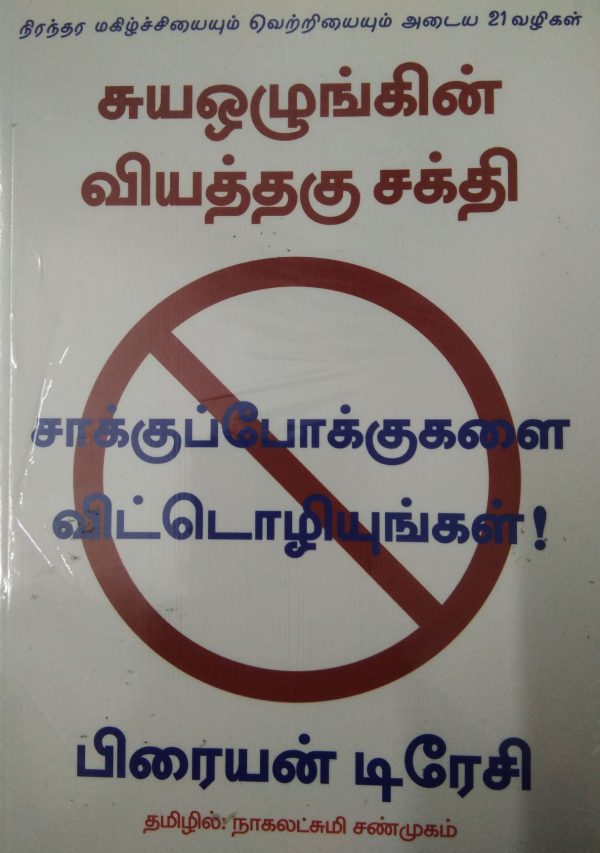 நிரந்தர மகிழ்ச்சியையும் வெற்றியையும் அடைய 21 வழிகள்
சுயஒழுங்கின்
வியத்தகு சக்தி
சாக்குப்போக்குகளை
விட்டொழியுங்கள்!
பிரையன் டிரேசி
தமிழில்: நாகலட்சுமி சண்முகம்